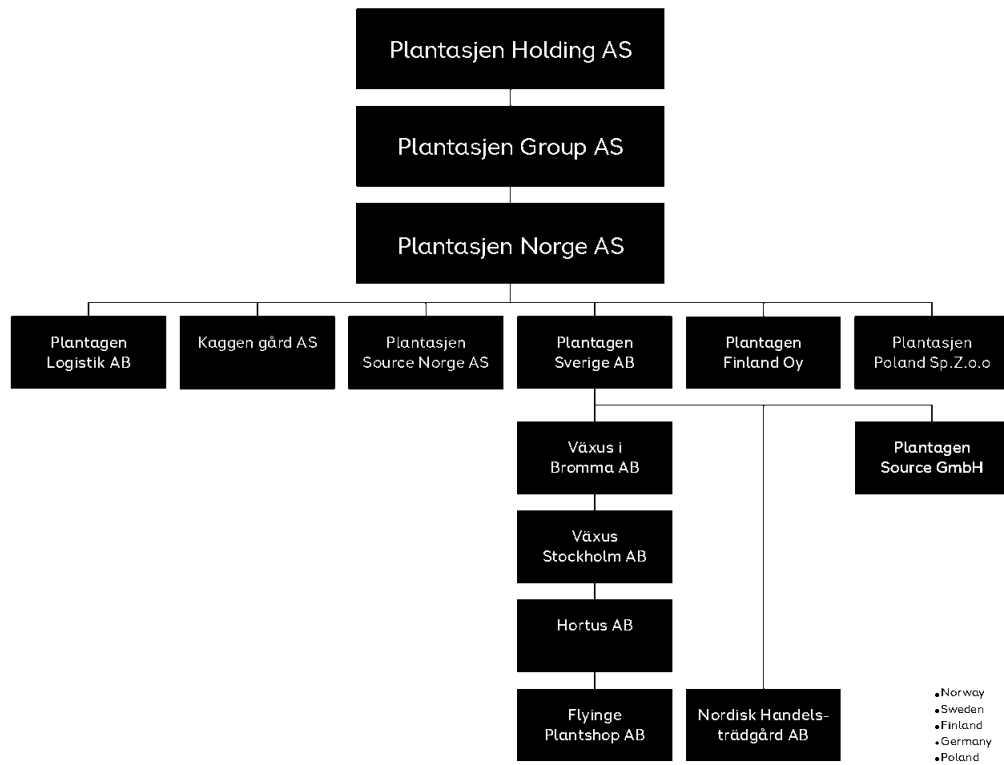 Plantasjen Holding AS
Plantasjen Group AS
Plantasjen Norge AS
Plantagen
Logistik AB
Kaggen gård AS
Plantasjen
Source Norge AS
Plantagen
Sverige AB
Plantagen
Finland Oy
Plantasjen
Poland Sp.Z.o.o
Växus i
Bromma AB
Plantagen
Source GmbH
Växus
Stockholm AB
Hortus AB
Flyinge
Plantshop AB
Nordisk Handels-
trädgård AB
Norway
Sweden
Finland
Germany
Poland